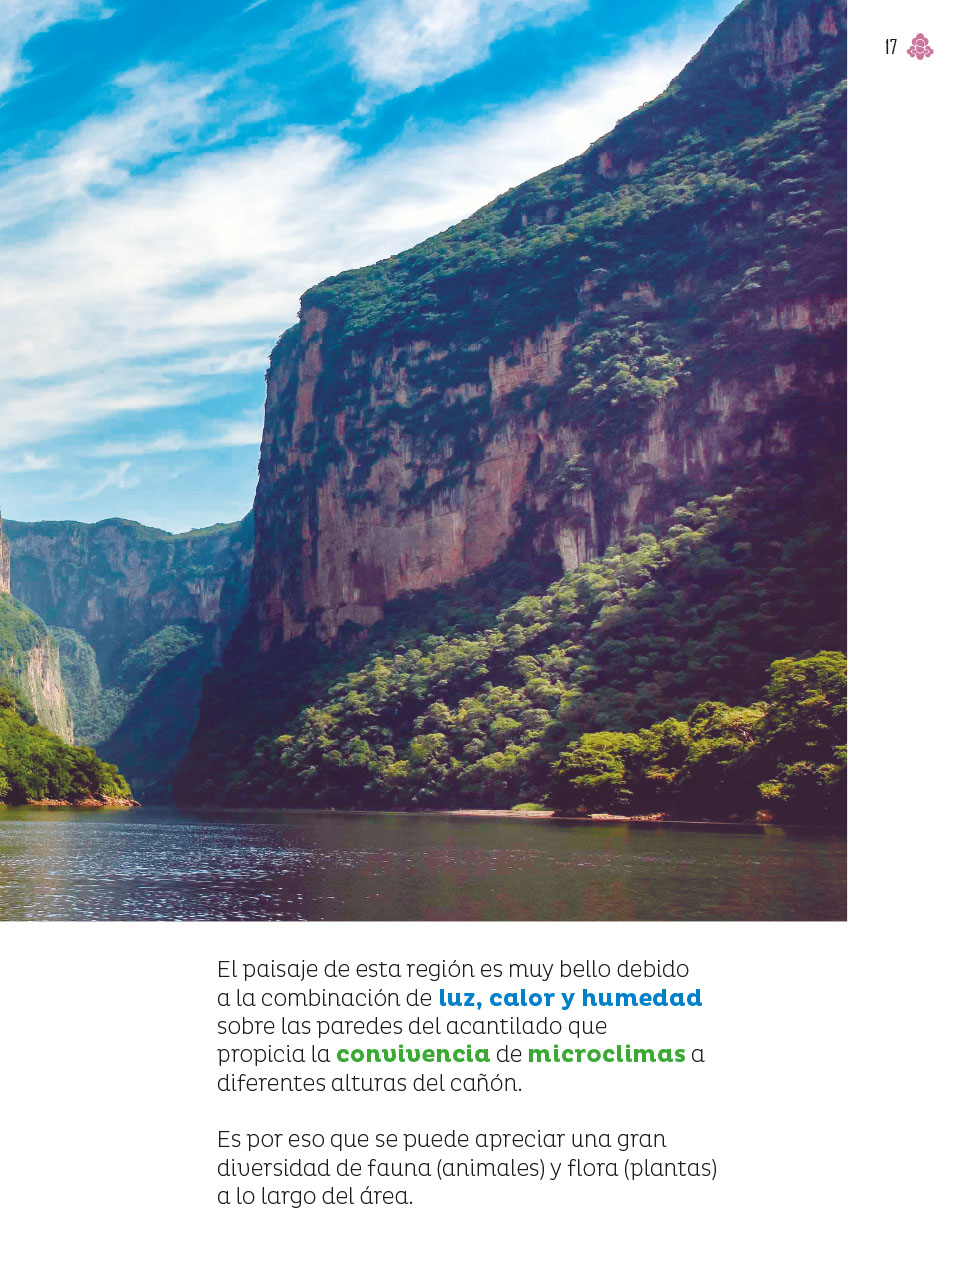 17
El paisaje de esta región es muy bello debido
a la combinación de luz, calor y humedad
sobre las paredes del acantilado que
propicia la convivencia de microclimas a
diferentes alturas del cañón.
Es por eso que se puede apreciar una gran
diversidad de fauna (animales) y flora (plantas)
a lo largo del área.